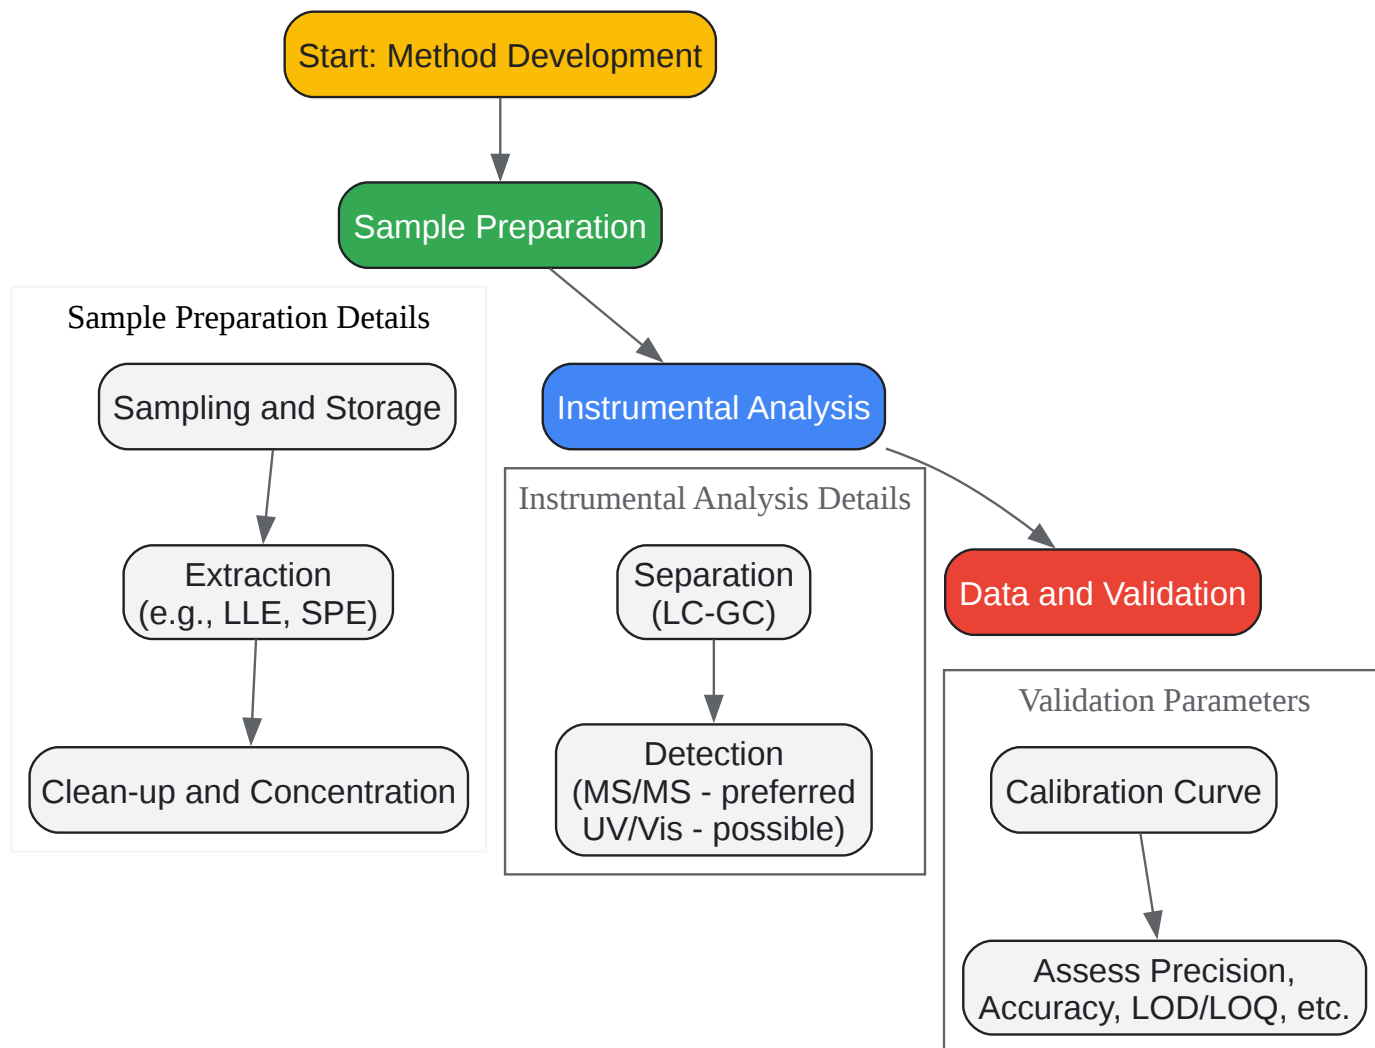 Start: Method Development
Sample Preparation
Sample Preparation Details
Sampling and Storage
Extraction
(e.g., LLE, SPE)
Clean-up and Concentration
Instrumental Analysis
Instrumental Analysis Details
Separation
(LC-GC)
Detection
(MS/MS - preferred
UV/Vis - possible)
Data and Validation
Validation Parameters
Calibration Curve
Assess Precision,
Accuracy, LOD/LOQ, etc.